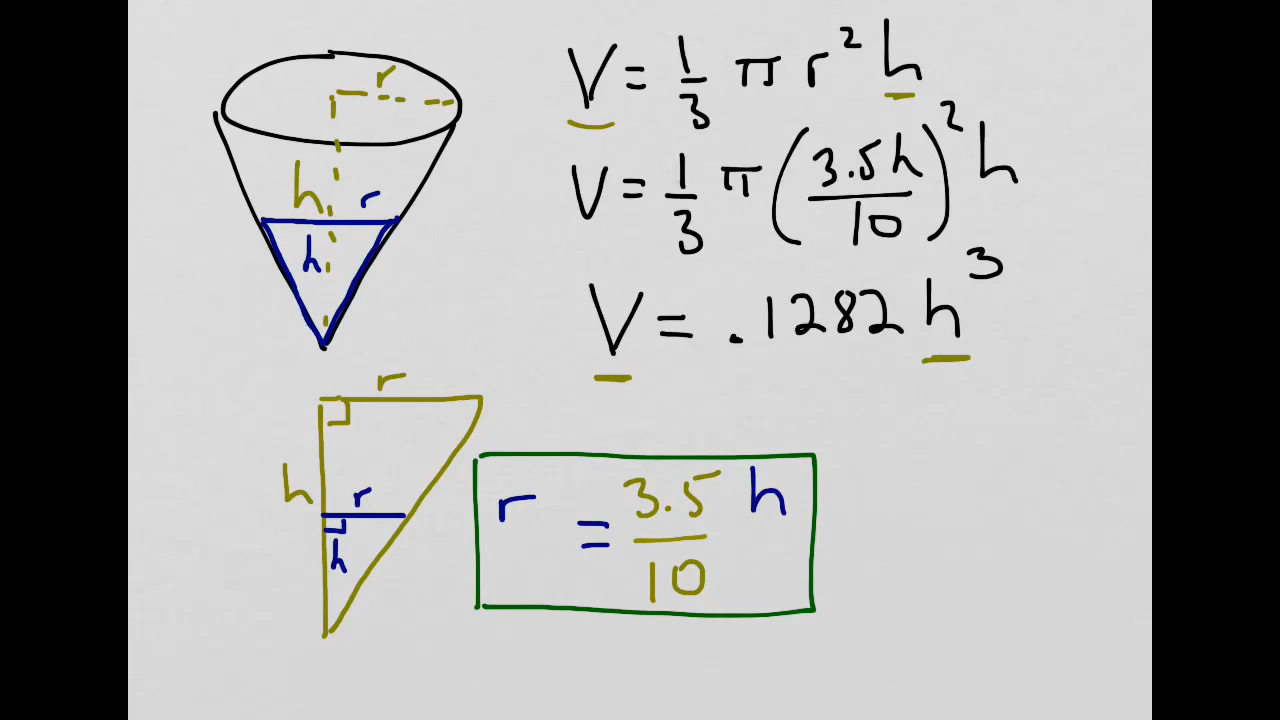 r
h
r
h
V = 1/3 π r² h
V = 1/3 π (3.5h/10)² h
V = .1282 h³
r
h
r
h
r = 3.5/10 h